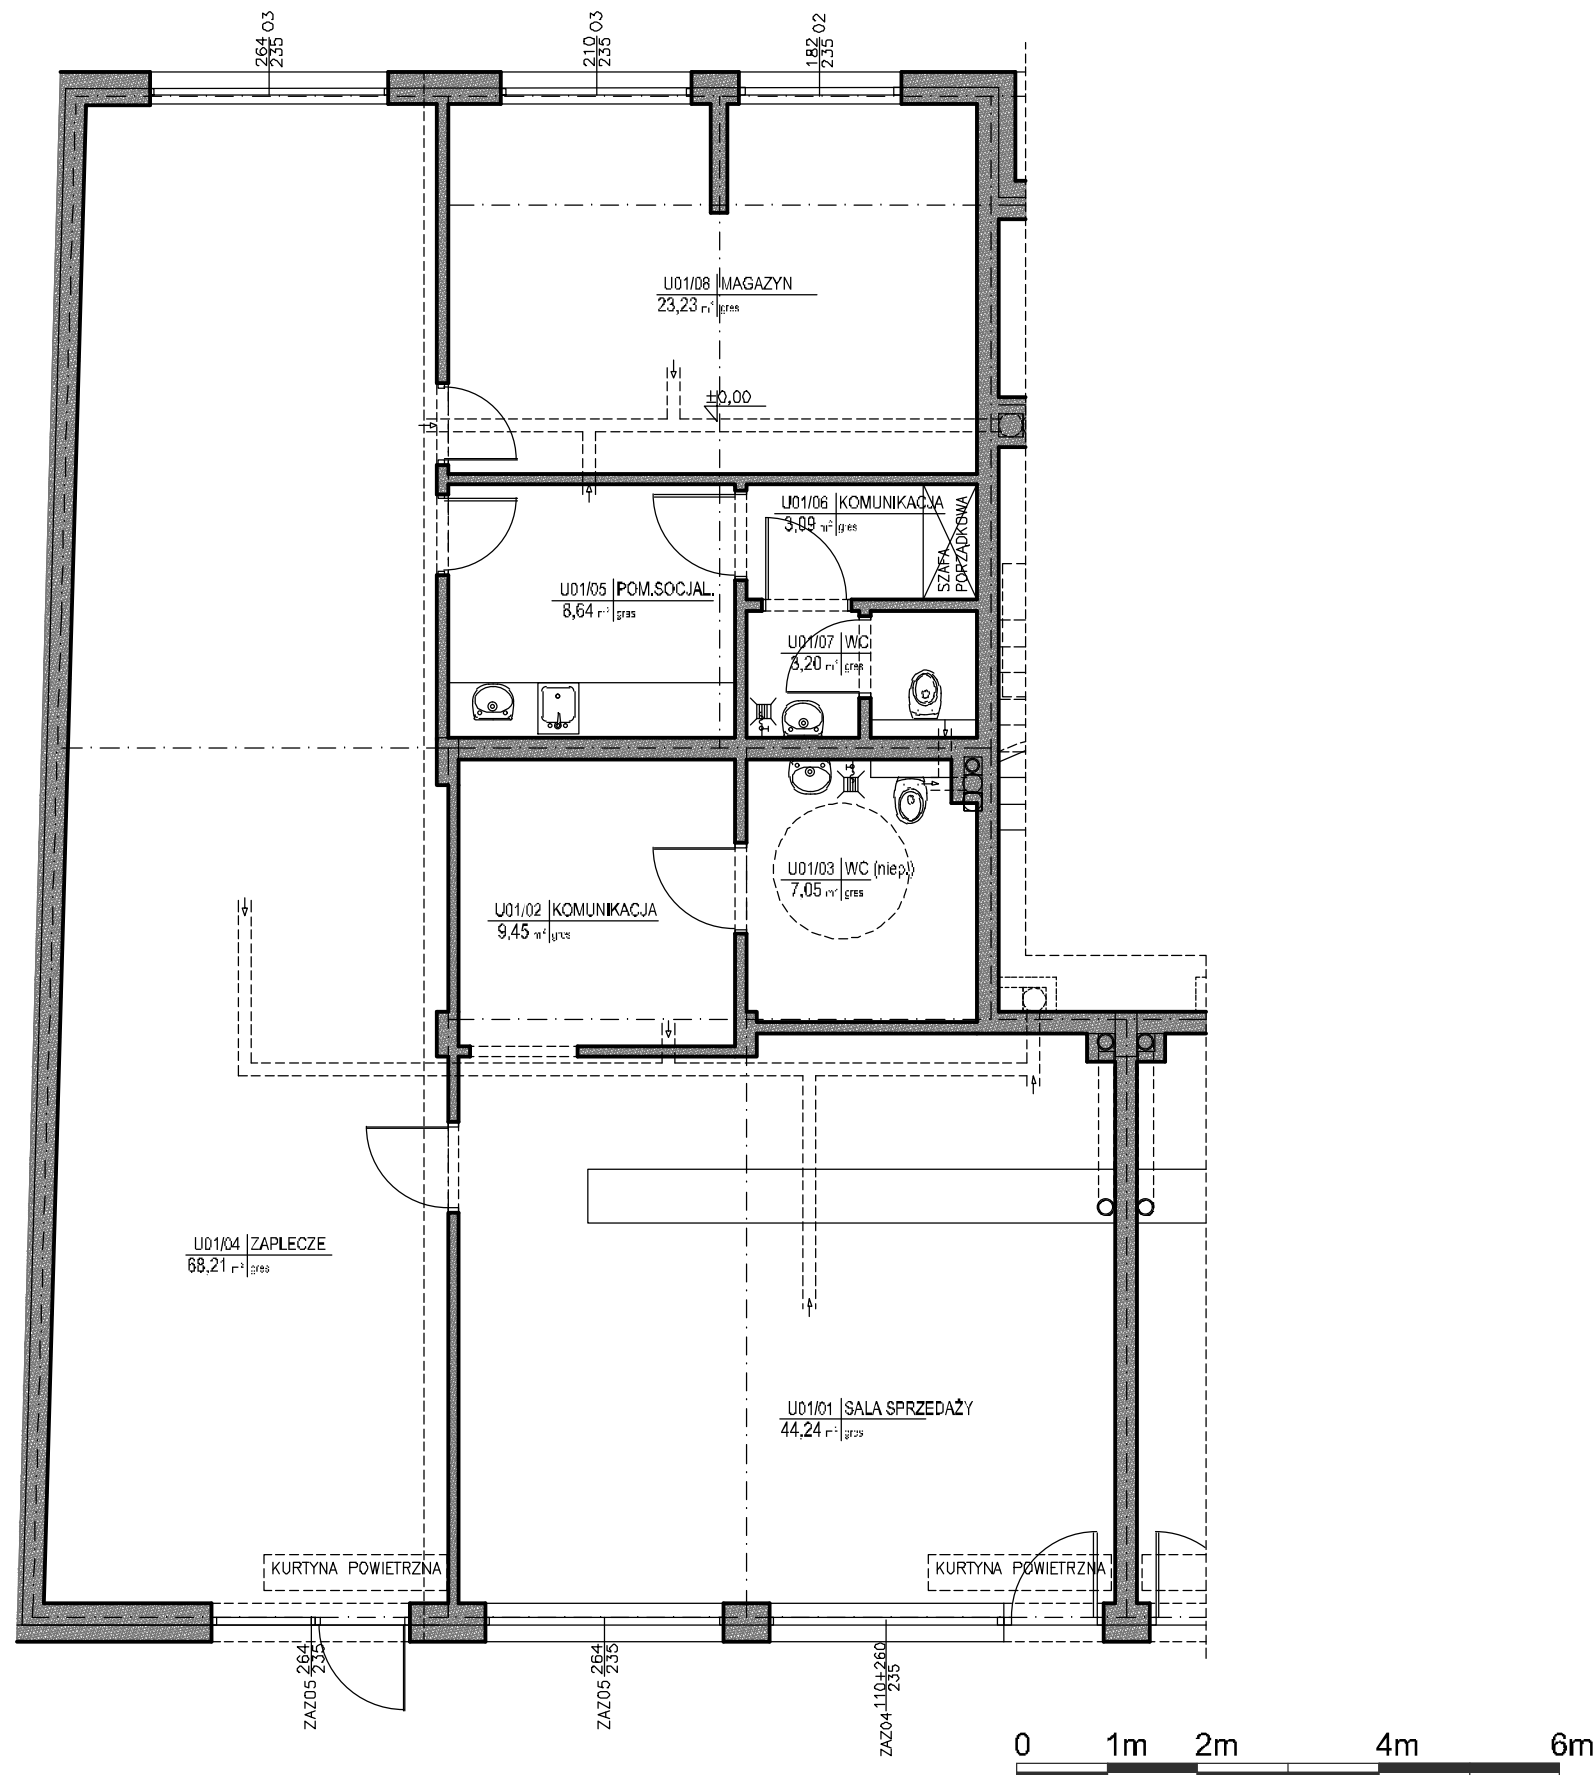 264 03
235
210 03
235
182 02
235
U01/08 MAGAZYN
23,23 m² gres
±0,00
U01/06 KOMUNIKACJA
3,09 m² gres
SZAFA
PORZĄDKOWA
U01/05 POM.SOCJAL.
8,64 m² gres
U01/07 WC
3,20 m² gres
U01/03 WC (niep.)
7,05 m² gres
U01/02 KOMUNIKACJA
9,45 m² gres
U01/04 ZAPLECZE
68,21 m² gres
U01/01 SALA SPRZEDAŻY
44,24 m² gres
KURTYNA POWIETRZNA
KURTYNA POWIETRZNA
ZAZ05 264
235
ZAZ05 264
235
ZAZ04 110+260
235
0 1m 2m 4m 6m